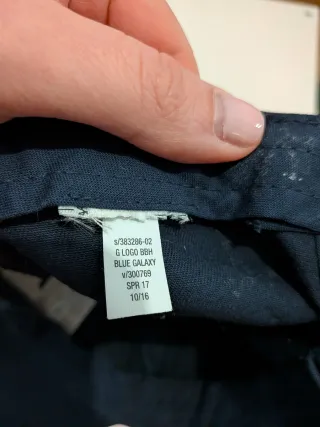 s/383286-02
G LOGO BBH
BLUE GALAXY
v/300769
SPR 17
10/16